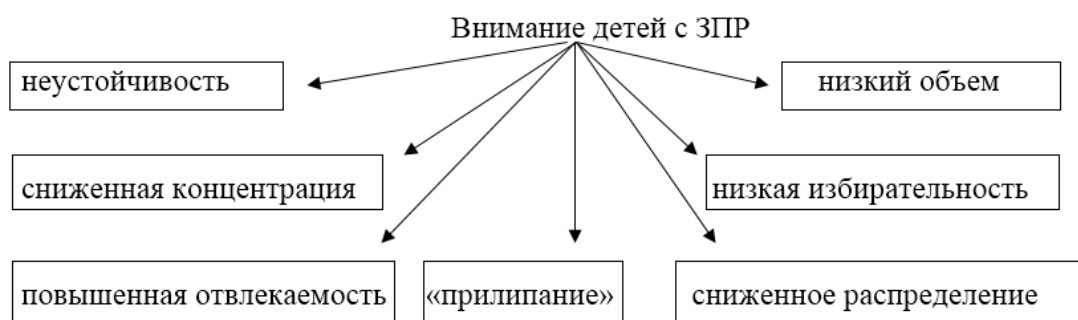 Внимание детей с ЗПР
неустойчивость
низкий объем
сниженная концентрация
низкая избирательность
повышенная отвлекаемость
«прилипание»
сниженное распределение